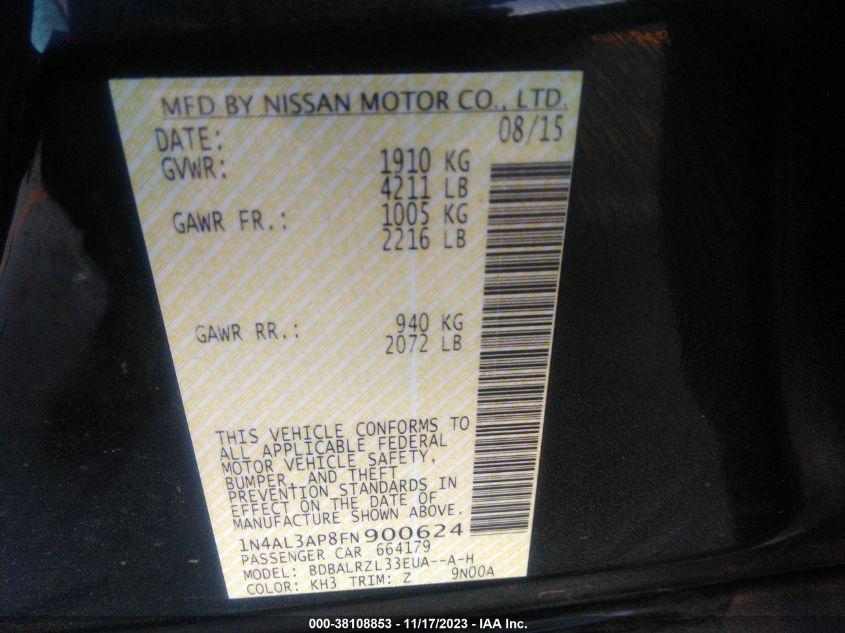 MFD BY NISSAN MOTOR CO., LTD.
DATE: 08/15
GVWR: 1910 KG
4211 LB
GAWR FR.: 1005 KG
2216 LB
GAWR RR.: 940 KG
2072 LB
THIS VEHICLE CONFORMS TO
ALL APPLICABLE FEDERAL
MOTOR VEHICLE SAFETY,
BUMPER, AND THEFT
PREVENTION STANDARDS IN
EFFECT ON THE DATE OF
MANUFACTURE SHOWN ABOVE.
1N4AL3AP8FN900624
PASSENGER CAR 664179
MODEL: BDBALRZL33EUA--A-H
COLOR: KH3 TRIM: Z 9N00A
000-38108853 - 11/17/2023 - IAA Inc.